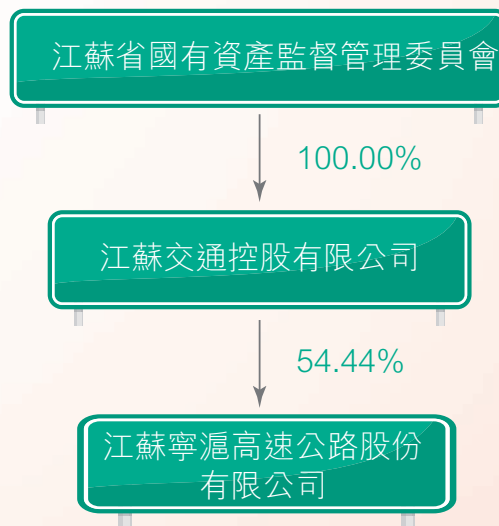 江蘇省國有資產監督管理委員會
100.00%
江蘇交通控股有限公司
54.44%
江蘇寧滬高速公路股份
有限公司